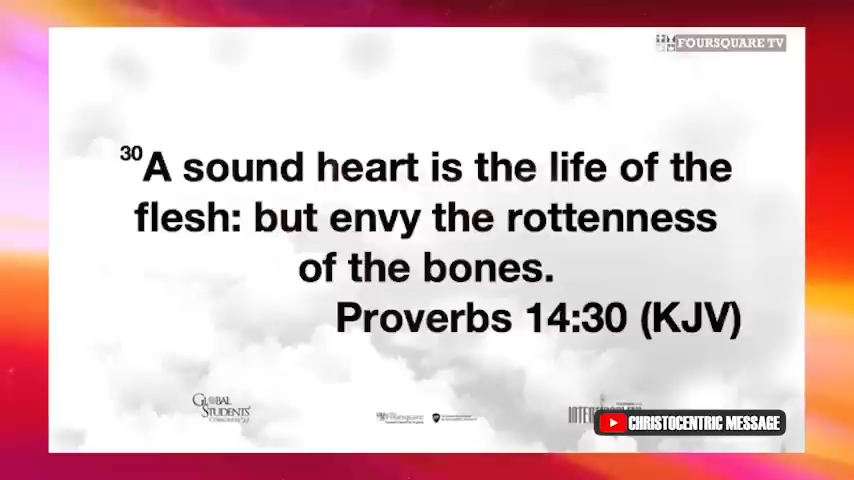 FOURSQUARE TV
30A sound heart is the life of the
flesh: but envy the rottenness
of the bones.
Proverbs 14:30 (KJV)
GLOBAL
STUDENTS'
Foursquare
CHRISTOCENTRIC MESSAGE